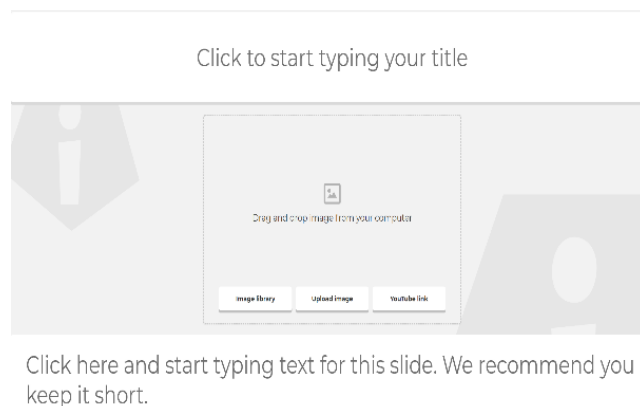 Click to start typing your title
Drag and drop image from your computer
Image library
Upload image
YouTube link
Click here and start typing text for this slide. We recommend you
keep it short.